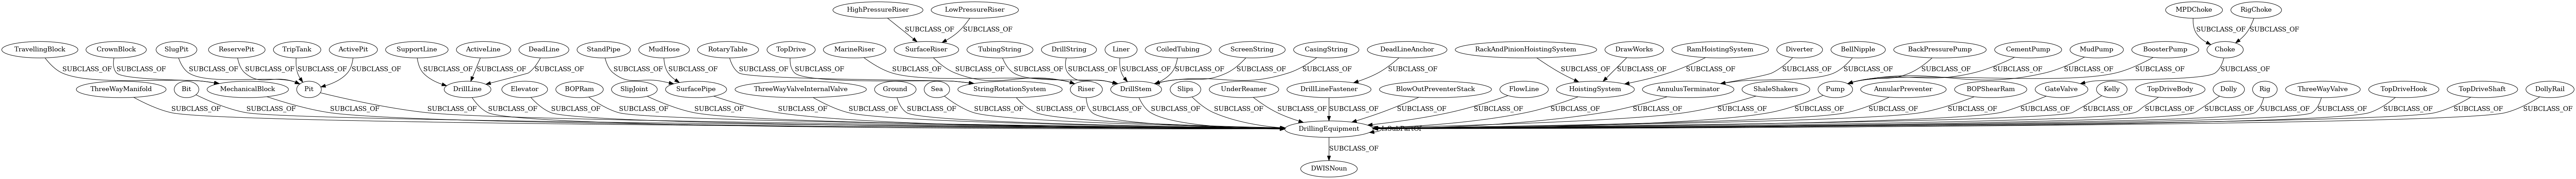 HighPressureRiser LowPressureRiser MPDChoke RigChoke
SUBCLASS_OF SUBCLASS_OF SUBCLASS_OF SUBCLASS_OF
TravellingBlock CrownBlock SlugPit ReservePit TripTank ActivePit SupportLine ActiveLine DeadLine StandPipe MudHose RotaryTable TopDrive MarineRiser SurfaceRiser TubingString DrillString Liner CoiledTubing ScreenString CasingString DeadLineAnchor RackAndPinionHoistingSystem DrawWorks RamHoistingSystem Diverter BellNipple BackPressurePump CementPump MudPump BoosterPump Choke
SUBCLASS_OF SUBCLASS_OF SUBCLASS_OF SUBCLASS_OF SUBCLASS_OF SUBCLASS_OF SUBCLASS_OF SUBCLASS_OF SUBCLASS_OF SUBCLASS_OF SUBCLASS_OF SUBCLASS_OF SUBCLASS_OF SUBCLASS_OF SUBCLASS_OF SUBCLASS_OF SUBCLASS_OF SUBCLASS_OF SUBCLASS_OF SUBCLASS_OF SUBCLASS_OF SUBCLASS_OF SUBCLASS_OF SUBCLASS_OF SUBCLASS_OF SUBCLASS_OF SUBCLASS_OF SUBCLASS_OF SUBCLASS_OF SUBCLASS_OF SUBCLASS_OF SUBCLASS_OF
ThreeWayManifold Bit MechanicalBlock Pit DrillLine Elevator BOPRam SlipJoint SurfacePipe ThreeWayValveInternalValve Ground Sea StringRotationSystem Riser DrillStem Slips UnderReamer DrillLineFastener BlowOutPreventerStack FlowLine HoistingSystem AnnulusTerminator ShaleShakers Pump AnnularPreventer BOPShearRam GateValve Kelly TopDriveBody Dolly Rig ThreeWayValve TopDriveHook TopDriveShaft DollyRail
SUBCLASS_OF SUBCLASS_OF SUBCLASS_OF SUBCLASS_OF SUBCLASS_OF SUBCLASS_OF SUBCLASS_OF SUBCLASS_OF SUBCLASS_OF SUBCLASS_OF SUBCLASS_OF SUBCLASS_OF SUBCLASS_OF SUBCLASS_OF SUBCLASS_OF SUBCLASS_OF SUBCLASS_OF SUBCLASS_OF SUBCLASS_OF SUBCLASS_OF SUBCLASS_OF SUBCLASS_OF SUBCLASS_OF SUBCLASS_OF SUBCLASS_OF SUBCLASS_OF SUBCLASS_OF SUBCLASS_OF SUBCLASS_OF SUBCLASS_OF SUBCLASS_OF SUBCLASS_OF SUBCLASS_OF SUBCLASS_OF SUBCLASS_OF
DrillingEquipment
SUBCLASS_OF
DWISNoun